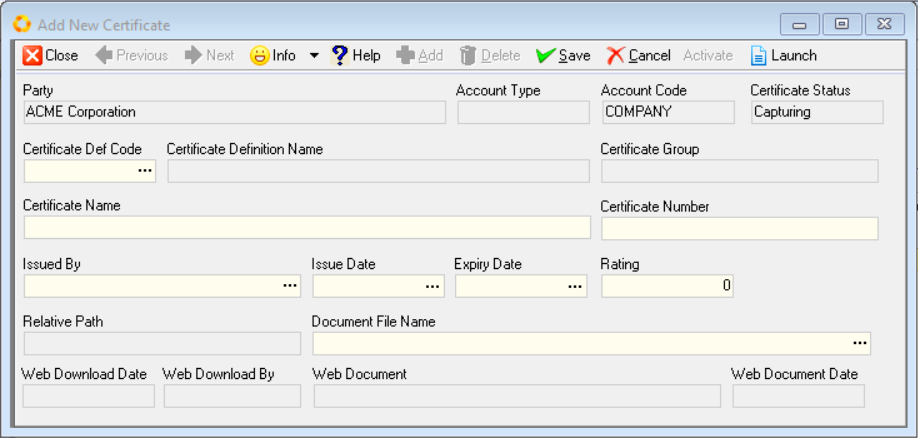 Add New Certificate
Close Previous Next Info Help Add Delete Save Cancel Activate Launch
Party Account Type Account Code Certificate Status
ACME Corporation COMPANY Capturing
Certificate Def Code Certificate Definition Name Certificate Group
...
Certificate Name Certificate Number
Issued By Issue Date Expiry Date Rating
... ... ... 0
Relative Path Document File Name
...
Web Download Date Web Download By Web Document Web Document Date